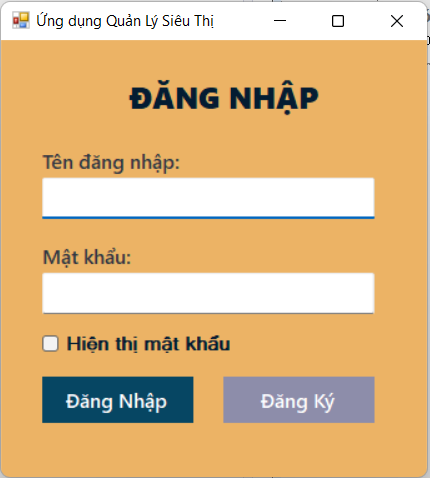 Ứng dụng Quản Lý Siêu Thị
ĐĂNG NHẬP
Tên đăng nhập:
Mật khẩu:
Hiện thị mật khẩu
Đăng Nhập
Đăng Ký